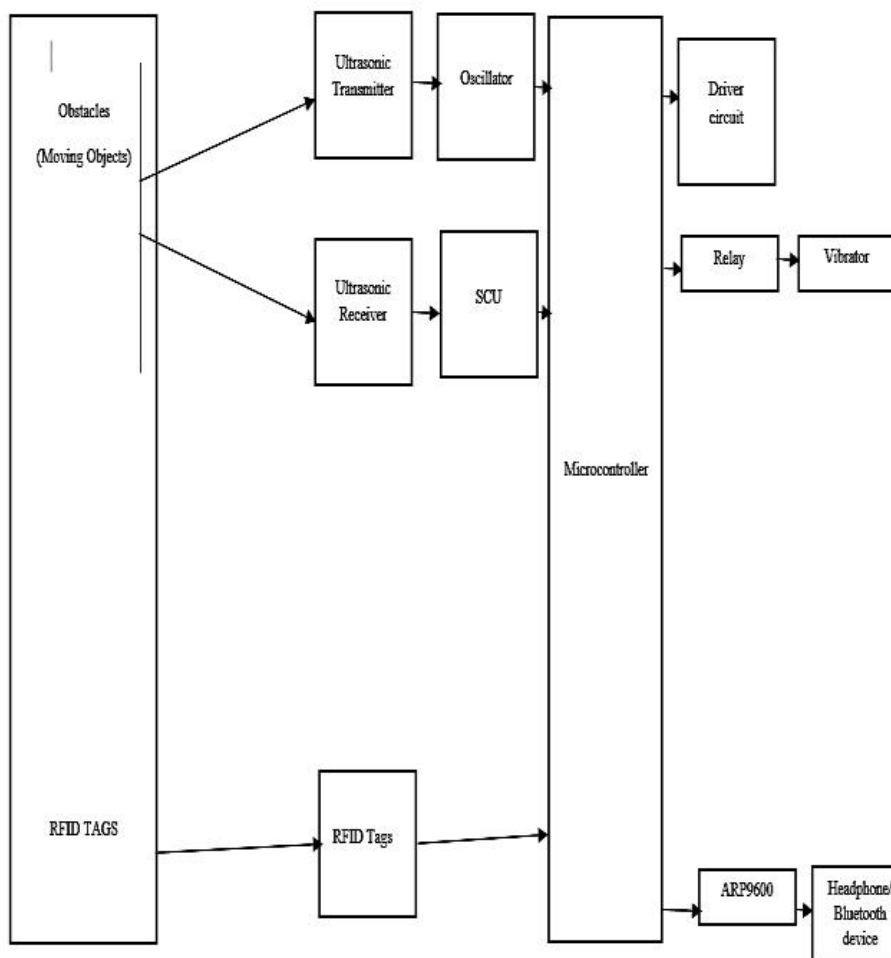 Obstacles
(Moving Objects)
RFID TAGS
Ultrasonic
Transmitter
Oscillator
Ultrasonic
Receiver
SCU
RFID Tags
Microcontroller
Driver
circuit
Relay
Vibrator
ARP9600
Headphone/
Bluetooth
device